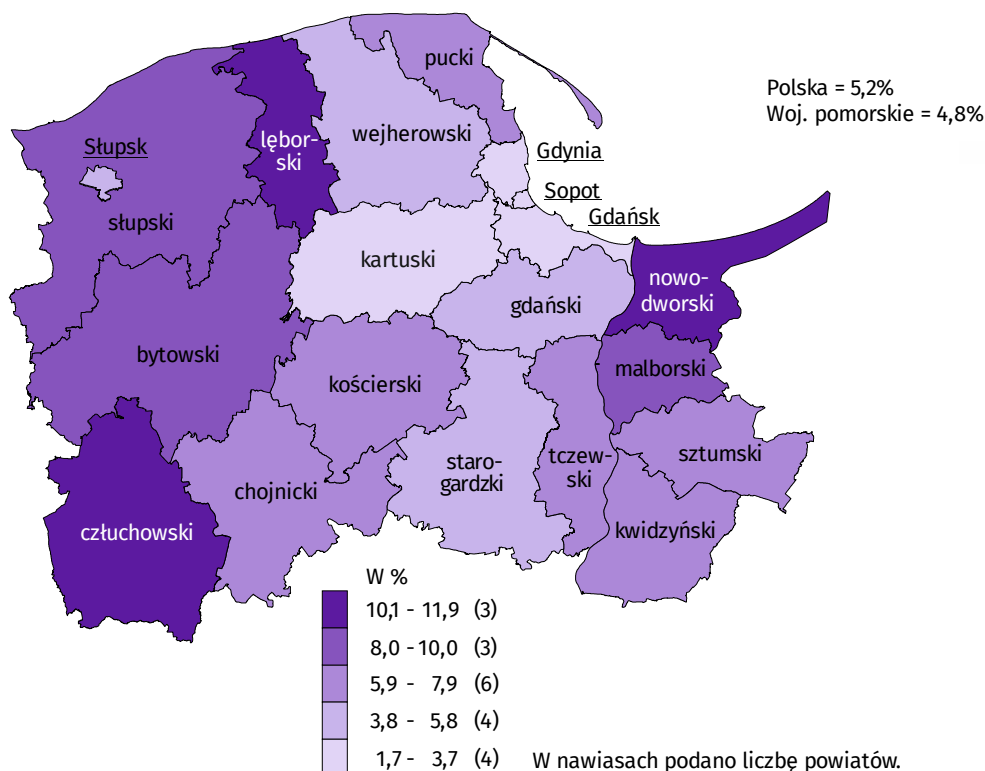 pucki
Polska = 5,2%
Woj. pomorskie = 4,8%
wejherowski
lębor-
ski
Słupsk
Gdynia
Sopot
Gdańsk
słupski
kartuski
nowo-
dworski
gdański
bytowski
kościerski
malborski
staro-
gardzki
tczew-
ski
sztumski
chojnicki
człuchowski
kwidzyński
W %
10,1 - 11,9 (3)
8,0 - 10,0 (3)
5,9 - 7,9 (6)
3,8 - 5,8 (4)
1,7 - 3,7 (4)
W nawiasach podano liczbę powiatów.